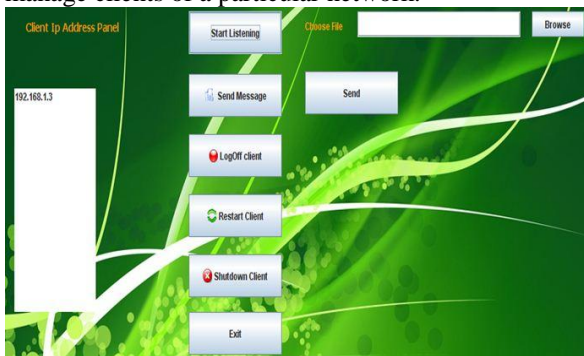 manage clients of a particular network.
Client Ip Address Panel
Start Listening
Choose File
Browse
192.168.1.3
Send Message
Send
LogOff client
Restart Client
Shutdown Client
Exit